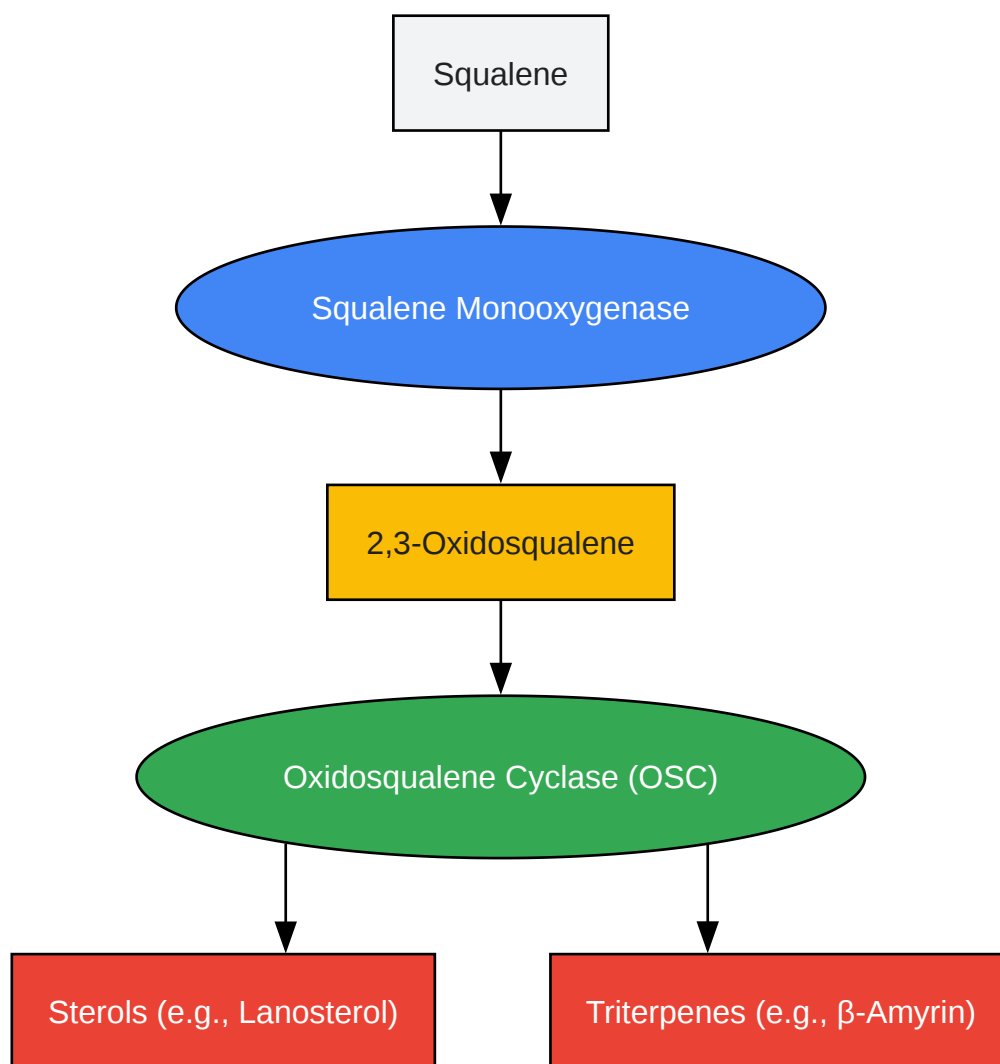 Squalene
Squalene Monooxygenase
2,3-Oxidosqualene
Oxidosqualene Cyclase (OSC)
Sterols (e.g., Lanosterol)
Triterpenes (e.g., β-Amyrin)